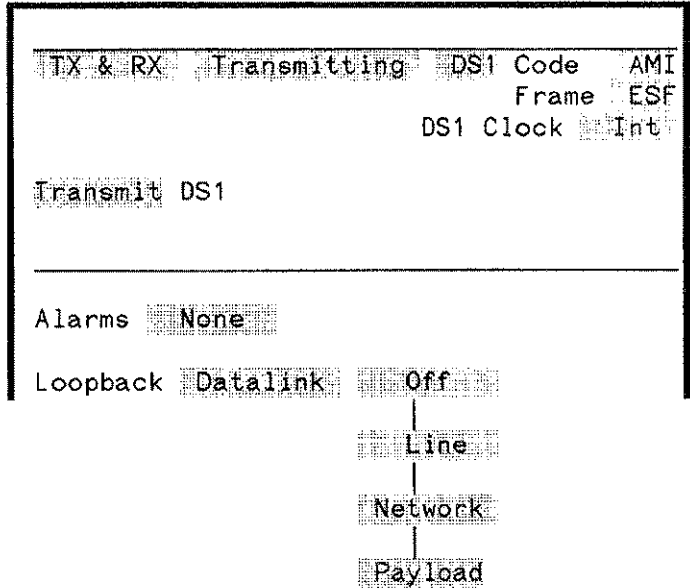 TX & RX Transmitting DS1 Code AMI
Frame ESF
DS1 Clock Int
Transmit DS1
Alarms None
Loopback Datalink Off
Line
Network
Payload